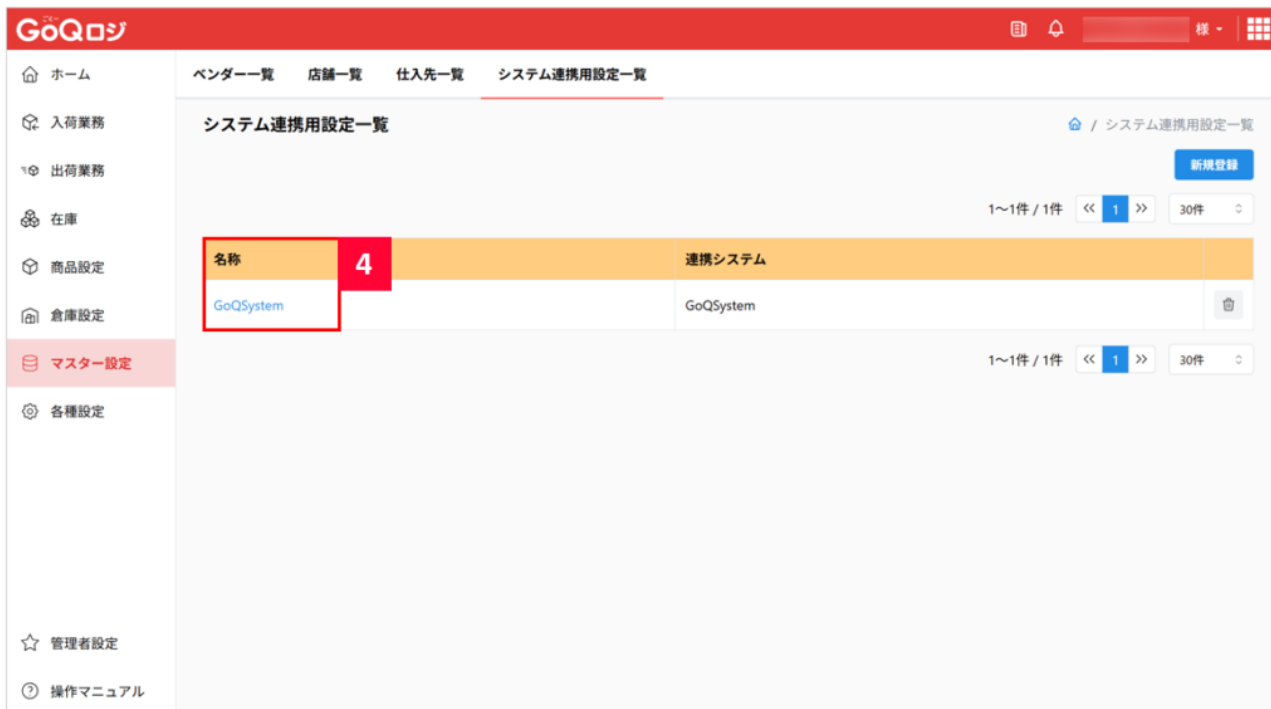 ごくー
GoQロジ
様
ホーム
入荷業務
出荷業務
在庫
商品設定
倉庫設定
マスター設定
各種設定
管理者設定
操作マニュアル
ベンダー一覧 店舗一覧 仕入先一覧 システム連携用設定一覧
システム連携用設定一覧
/ システム連携用設定一覧
新規登録
1〜1件 / 1件 << 1 >> 30件
名称 4 連携システム
GoQSystem GoQSystem
1〜1件 / 1件 << 1 >> 30件